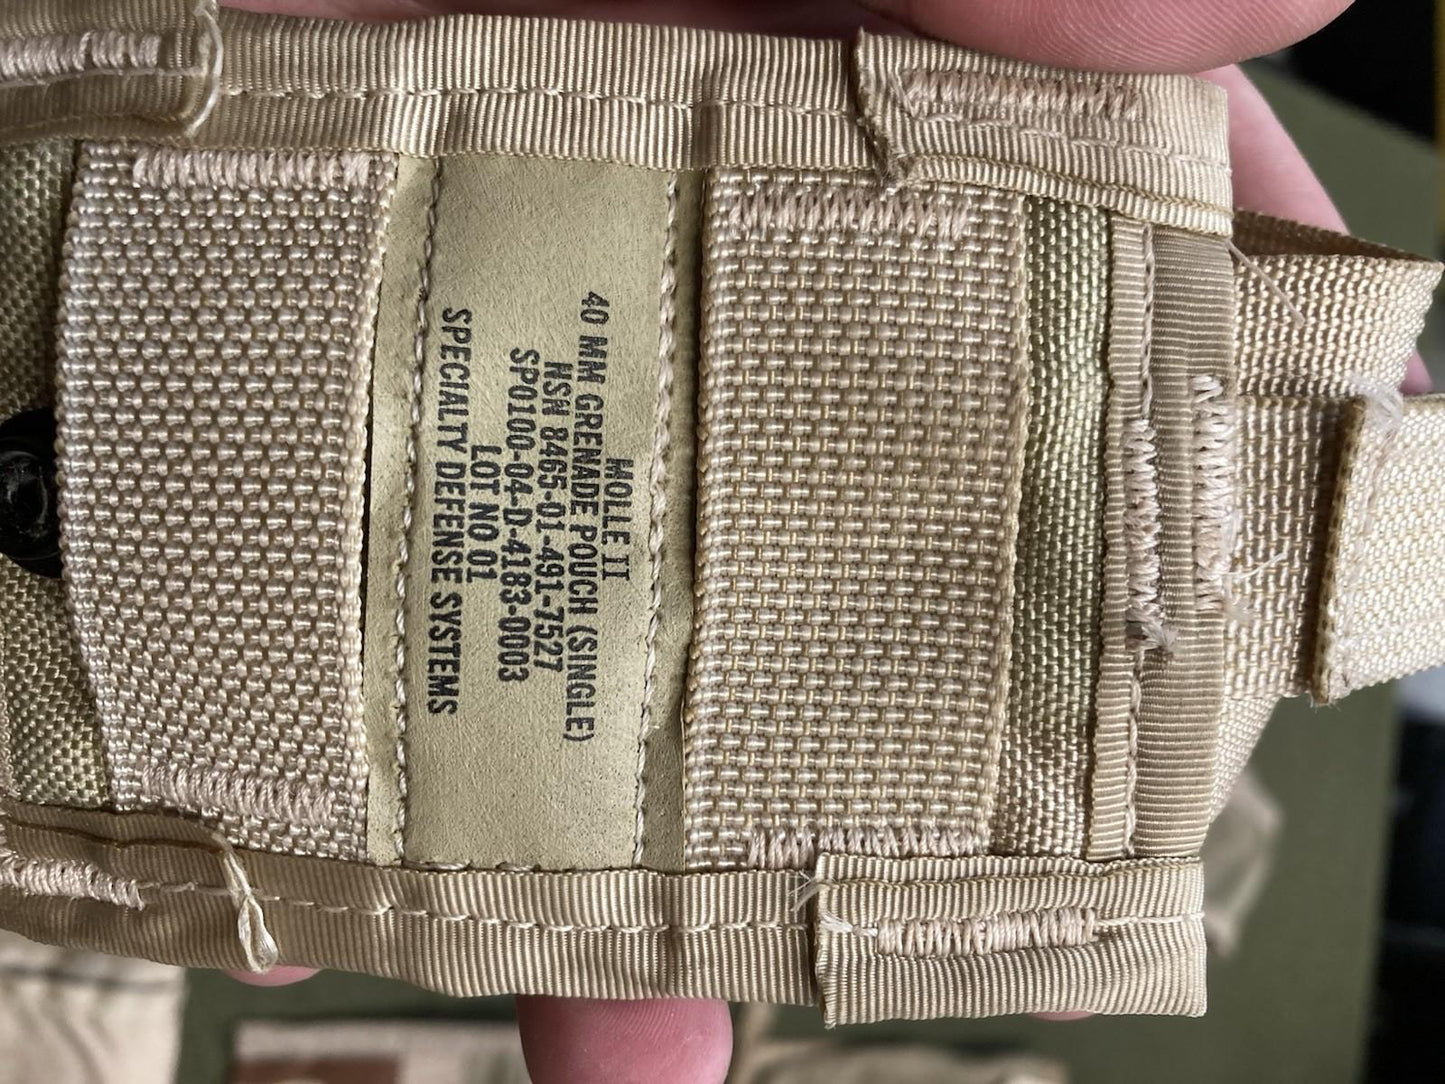 MOLLE II
40 MM GRENADE POUCH (SINGLE)
NSN 8465-01-491-7527
SPO100-04-D-4183-0003
LOT NO 01
SPECIALTY DEFENSE SYSTEMS